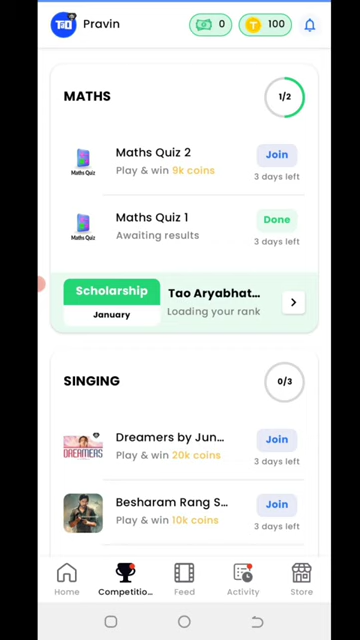 TaO
Pravin
0
100
MATHS
1/2
Maths Quiz
Maths Quiz 2
Play & win 9k coins
Join
3 days left
Maths Quiz
Maths Quiz 1
Awaiting results
Done
3 days left
Scholarship
January
Tao Aryabhat...
Loading your rank
SINGING
0/3
DREAMERS
Dreamers by Jun...
Play & win 20k coins
Join
3 days left
Besharam Rang S...
Play & win 10k coins
Join
3 days left
Home
Competitio...
Feed
Activity
Store